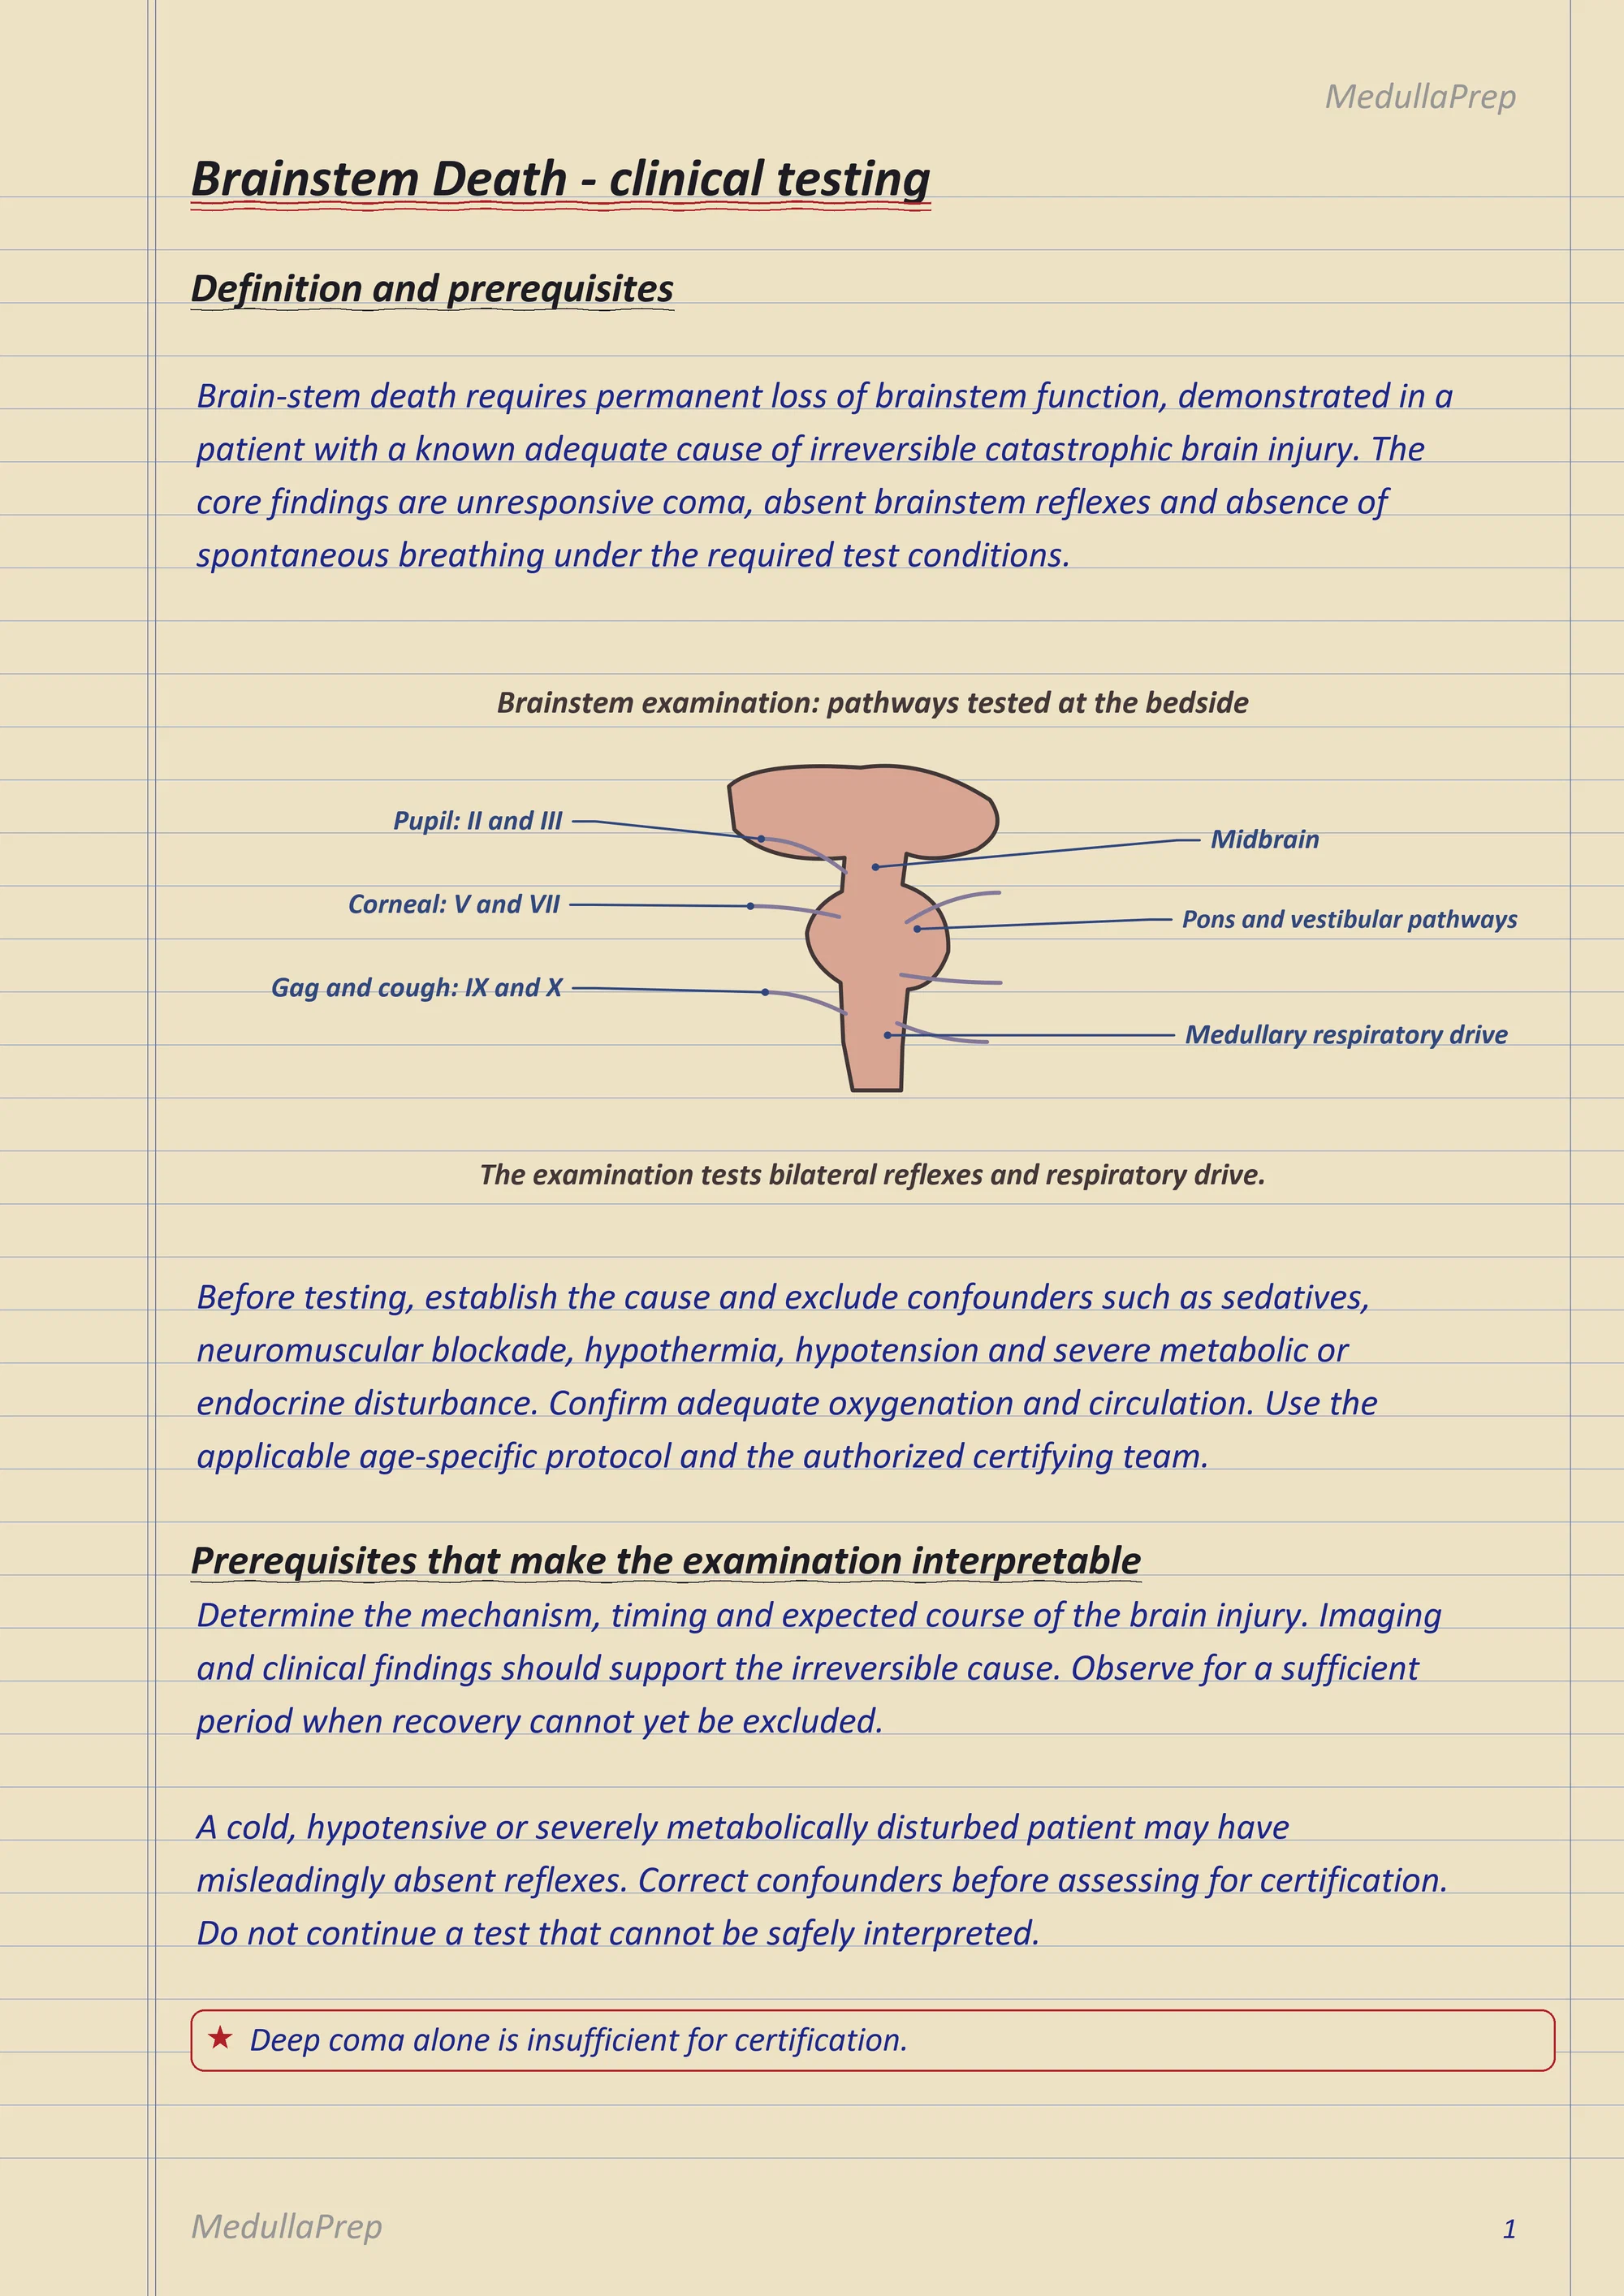 MedullaPrep
Brainstem Death - clinical testing
Definition and prerequisites
Brain-stem death requires permanent loss of brainstem function, demonstrated in a
patient with a known adequate cause of irreversible catastrophic brain injury. The
core findings are unresponsive coma, absent brainstem reflexes and absence of
spontaneous breathing under the required test conditions.
Brainstem examination: pathways tested at the bedside
Pupil: II and III
Midbrain
Corneal: V and VII
Pons and vestibular pathways
Gag and cough: IX and X
Medullary respiratory drive
The examination tests bilateral reflexes and respiratory drive.
Before testing, establish the cause and exclude confounders such as sedatives,
neuromuscular blockade, hypothermia, hypotension and severe metabolic or
endocrine disturbance. Confirm adequate oxygenation and circulation. Use the
applicable age-specific protocol and the authorized certifying team.
Prerequisites that make the examination interpretable
Determine the mechanism, timing and expected course of the brain injury. Imaging
and clinical findings should support the irreversible cause. Observe for a sufficient
period when recovery cannot yet be excluded.
A cold, hypotensive or severely metabolically disturbed patient may have
misleadingly absent reflexes. Correct confounders before assessing for certification.
Do not continue a test that cannot be safely interpreted.
★ Deep coma alone is insufficient for certification.
MedullaPrep
1